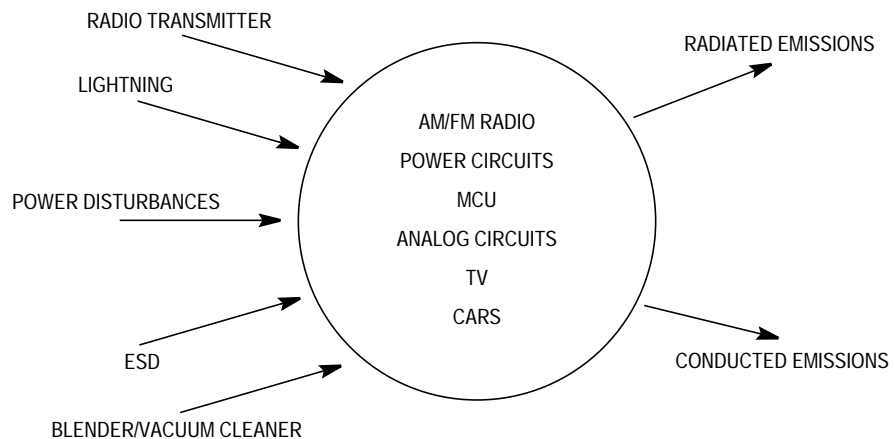 RADIO TRANSMITTER
LIGHTNING
POWER DISTURBANCES
ESD
BLENDER/VACUUM CLEANER
AM/FM RADIO
POWER CIRCUITS
MCU
ANALOG CIRCUITS
TV
CARS
RADIATED EMISSIONS
CONDUCTED EMISSIONS